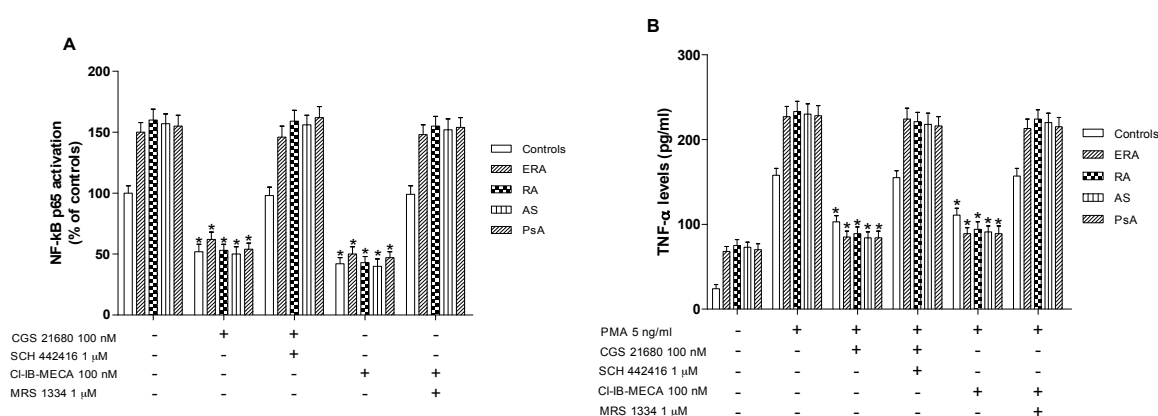 A
200
150
100
50
0
NF-kB p65 activation
(% of controls)
* * * * *
* * * * *
Controls
ERA
RA
AS
PsA
CGS 21680 100 nM - + + - -
SCH 442416 1 µM - - + - -
Cl-IB-MECA 100 nM - - - + +
MRS 1334 1 µM - - - - +
B
300
200
100
0
TNF-α levels (pg/ml)
* * * * *
* * * * *
Controls
ERA
RA
AS
PsA
PMA 5 ng/ml - + + + + +
CGS 21680 100 nM - - + + - -
SCH 442416 1 µM - - - + - -
Cl-IB-MECA 100 nM - - - - + +
MRS 1334 1 µM - - - - - +